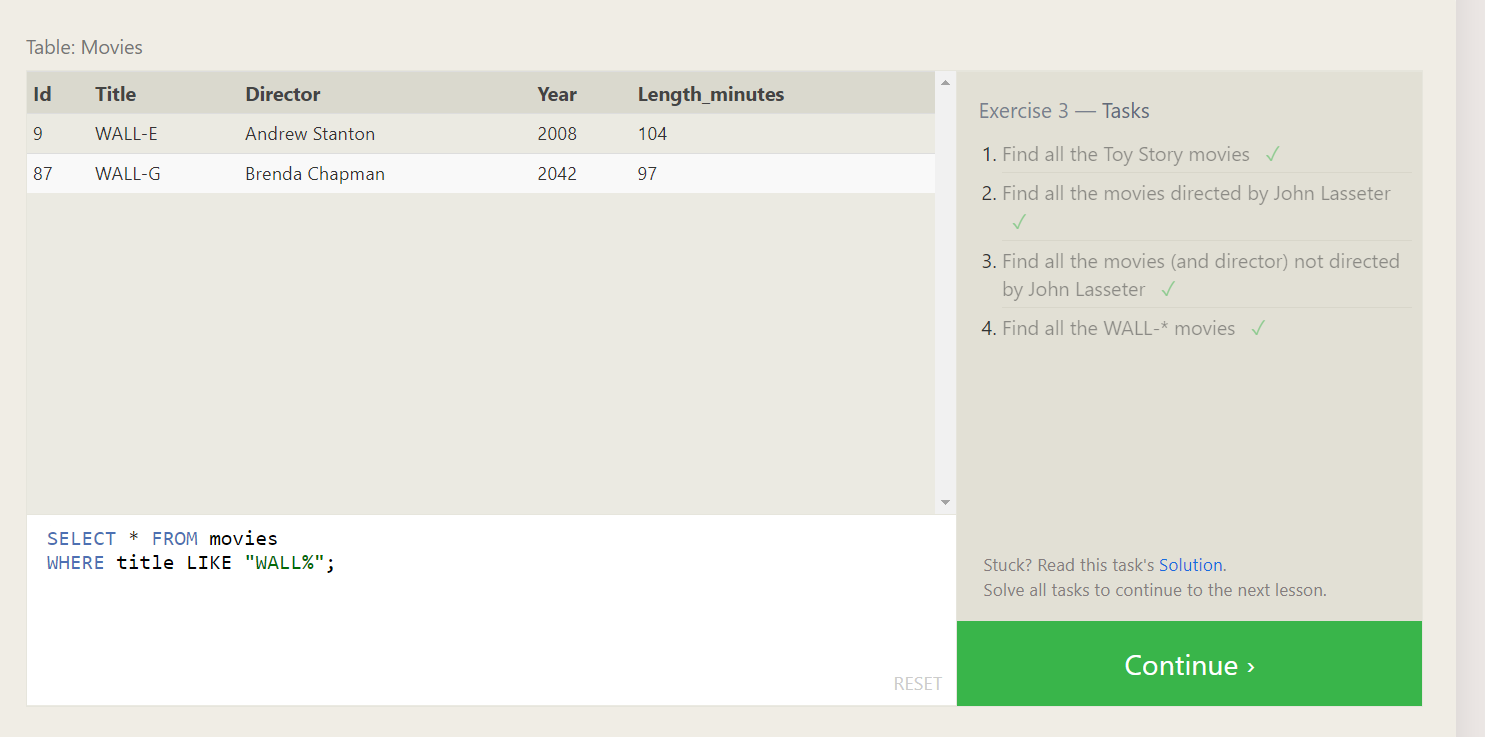 Table: Movies
Id Title Director Year Length_minutes
9 WALL-E Andrew Stanton 2008 104
87 WALL-G Brenda Chapman 2042 97
SELECT * FROM movies
WHERE title LIKE "WALL%";
RESET
Exercise 3 — Tasks
1. Find all the Toy Story movies ✓
2. Find all the movies directed by John Lasseter
✓
3. Find all the movies (and director) not directed
by John Lasseter ✓
4. Find all the WALL-* movies ✓
Stuck? Read this task's Solution.
Solve all tasks to continue to the next lesson.
Continue ›